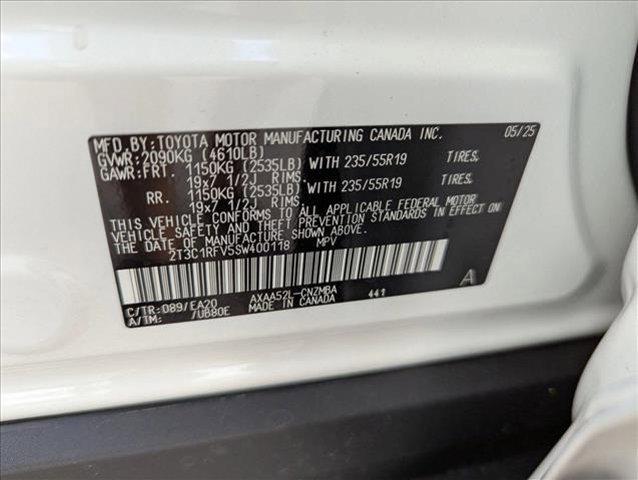 MFD. BY: TOYOTA MOTOR MANUFACTURING CANADA INC. 05/25
GVWR: 2090KG (4610LB)
GAWR: FRT. 1150KG (2535LB) WITH 235/55R19 TIRES,
19x7 1/2J RIMS.
RR. 1150KG (2535LB) WITH 235/55R19 TIRES,
19x7 1/2J RIMS.
THIS VEHICLE CONFORMS TO ALL APPLICABLE FEDERAL MOTOR
VEHICLE SAFETY AND THEFT PREVENTION STANDARDS IN EFFECT ON
THE DATE OF MANUFACTURE SHOWN ABOVE.
2T3C1RFV5SW400118 MPV
A
C/TR: 089/EA20 AXAA52L-CNZMBA 441
A/TM: /UB80E MADE IN CANADA